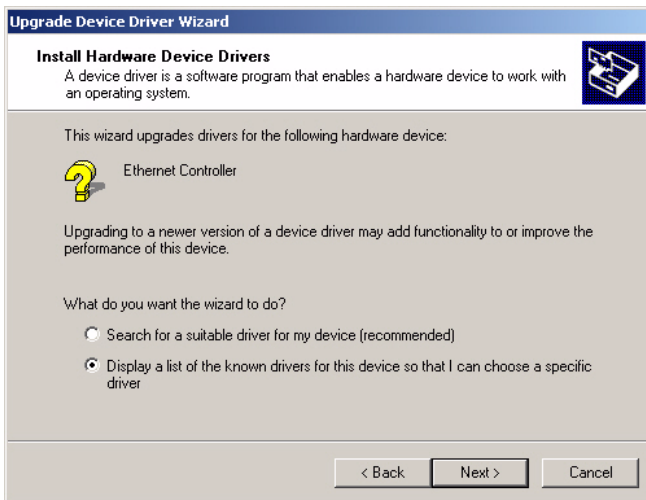 Upgrade Device Driver Wizard
Install Hardware Device Drivers
A device driver is a software program that enables a hardware device to work with
an operating system.
This wizard upgrades drivers for the following hardware device:
Ethernet Controller
Upgrading to a newer version of a device driver may add functionality to or improve the
performance of this device.
What do you want the wizard to do?
Search for a suitable driver for my device (recommended)
Display a list of the known drivers for this device so that I can choose a specific
driver
< Back Next > Cancel